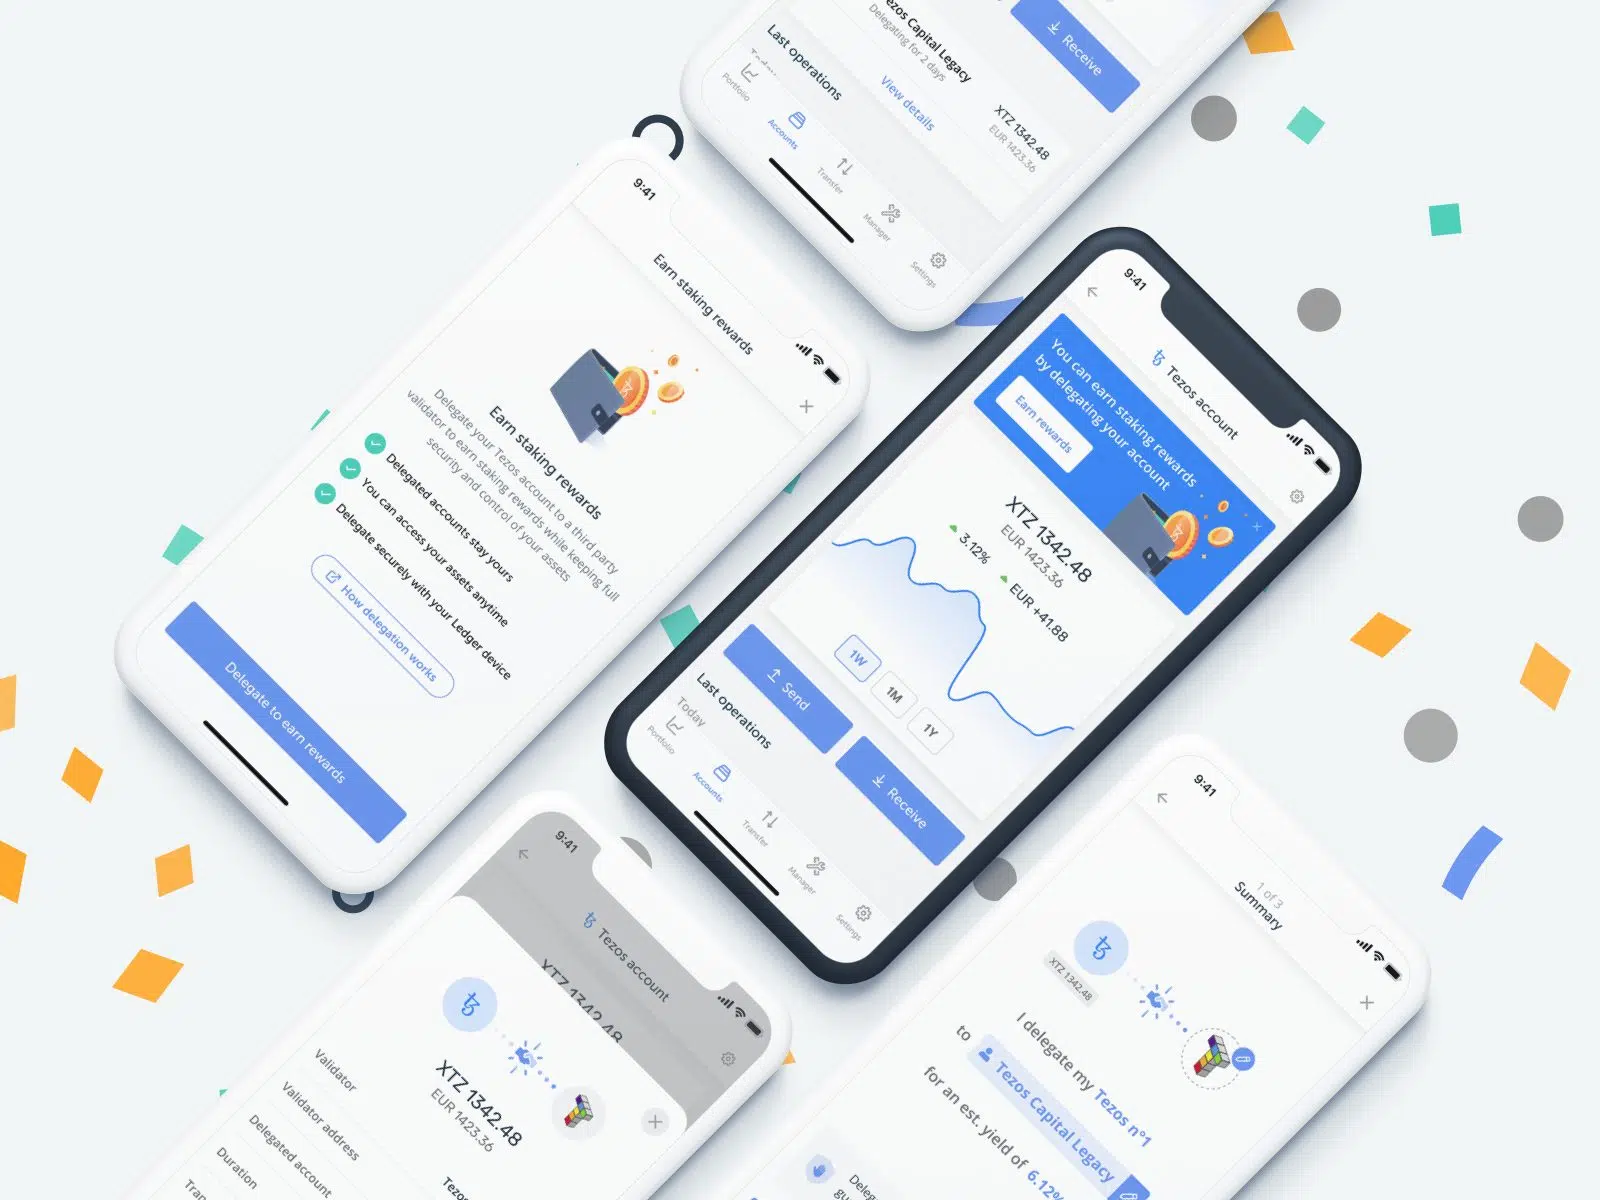 Tezos Capital Legacy
Delegating for 2 days
XTZ 1342.48
EUR 1423.36
View details
Receive
Last operations
Portfolio
Accounts
Transfer
Manager
Settings
9:41
Earn staking rewards
Earn staking rewards
Delegate your Tezos account to a third party
validator to earn staking rewards while keeping full
security and control of your assets
Delegated accounts stay yours
You can access your assets anytime
Delegate securely with your Ledger device
How delegation works
Delegate to earn rewards
9:41
Tezos account
You can earn staking rewards
by delegating your account
Earn rewards
XTZ 1342.48
EUR 1423.36
3.12%
EUR +41.88
1W
1M
1Y
Send
Receive
Last operations
Today
Portfolio
Accounts
Transfer
Manager
Settings
9:41
Tezos account
XTZ 1342.48
XTZ 1342.48
EUR 1423.36
Validator
Validator address
Delegated account
Duration
9:41
1 of 3
Summary
XTZ 1342.48
I delegate my Tezos n°1
to Tezos Capital Legacy
for an est. yield of 6.12%